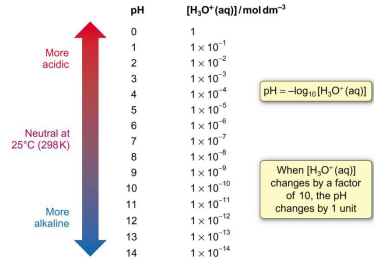 pH [H₃O⁺(aq)]/mol dm⁻³
0 1
1 1 × 10⁻¹
2 1 × 10⁻²
3 1 × 10⁻³
4 1 × 10⁻⁴
5 1 × 10⁻⁵
6 1 × 10⁻⁶
7 1 × 10⁻⁷
8 1 × 10⁻⁸
9 1 × 10⁻⁹
10 1 × 10⁻¹⁰
11 1 × 10⁻¹¹
12 1 × 10⁻¹²
13 1 × 10⁻¹³
14 1 × 10⁻¹⁴
More
acidic
Neutral at
25°C (298K)
More
alkaline
pH = –log₁₀[H₃O⁺(aq)]
When [H₃O⁺(aq)]
changes by a factor
of 10, the pH
changes by 1 unit